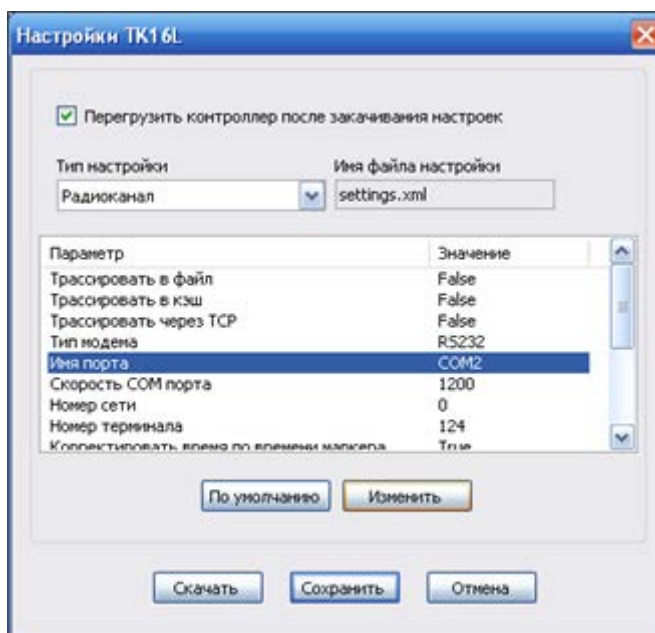 Настройки TK16L
Перегрузить контроллер после закачивания настроек
Тип настройки Имя файла настройки
Радиоканал settings.xml
Параметр Значение
Трассировать в файл False
Трассировать в кэш False
Трассировать через TCP False
Тип модема RS232
Имя порта COM2
Скорость COM порта 1200
Номер сети 0
Номер терминала 124
Корректировать время по времени маркера True
По умолчанию Изменить
Скачать Сохранить Отмена